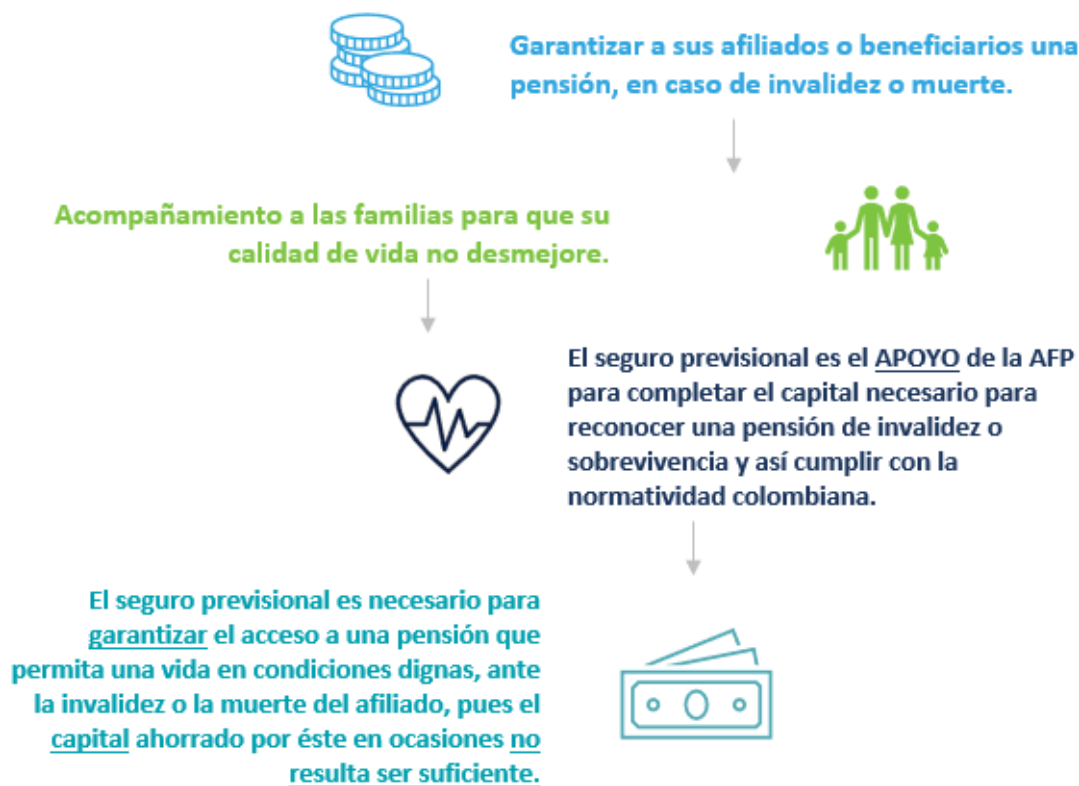 Garantizar a sus afiliados o beneficiarios una
pensión, en caso de invalidez o muerte.
Acompañamiento a las familias para que su
calidad de vida no desmejore.
El seguro previsional es el APOYO de la AFP
para completar el capital necesario para
reconocer una pensión de invalidez o
sobrevivencia y así cumplir con la
normatividad colombiana.
El seguro previsional es necesario para
garantizar el acceso a una pensión que
permita una vida en condiciones dignas, ante
la invalidez o la muerte del afiliado, pues el
capital ahorrado por éste en ocasiones no
resulta ser suficiente.